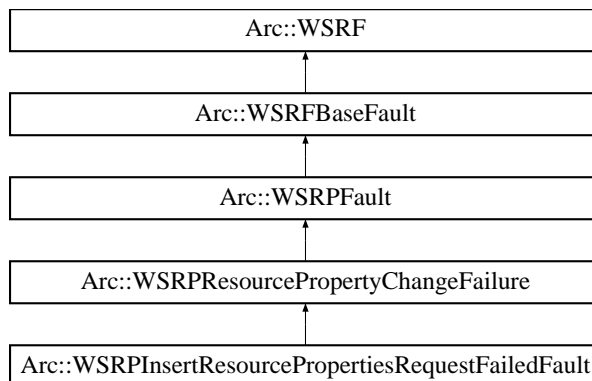 Arc::WSRF
Arc::WSRFBaseFault
Arc::WSRPFault
Arc::WSRPResourcePropertyChangeFailure
Arc::WSRPInsertResourcePropertiesRequestFailedFault